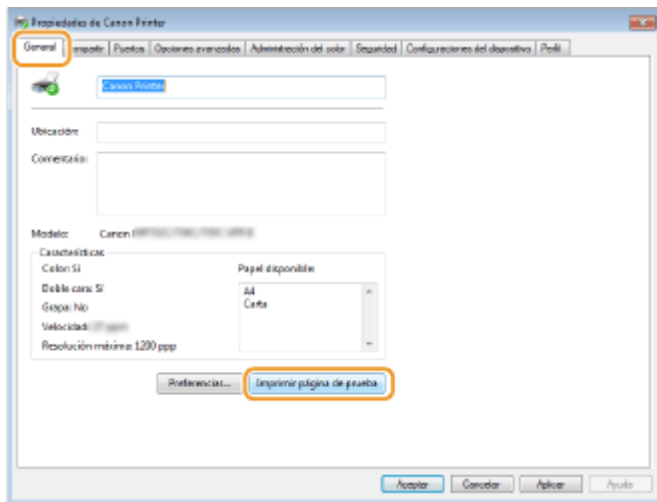 Propiedades de Canon Printer
General Compartir Puertos Opciones avanzadas Administración del color Seguridad Configuraciones del dispositivo Perfil
Canon Printer
Ubicación:
Comentario:
Modelo: Canon
Características
Color: Sí Papel disponible:
Doble cara: Sí A4
Grapa: No Carta
Velocidad:
Resolución máxima: 1200 ppp
Preferencias... Imprimir página de prueba
Aceptar Cancelar Aplicar Ayuda